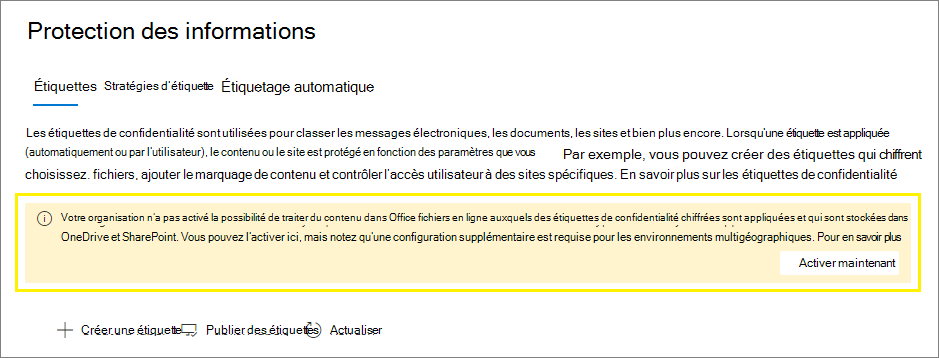 Protection des informations
Étiquettes Stratégies d'étiquette Étiquetage automatique
Les étiquettes de confidentialité sont utilisées pour classer les messages électroniques, les documents, les sites et bien plus encore. Lorsqu'une étiquette est appliquée
(automatiquement ou par l'utilisateur), le contenu ou le site est protégé en fonction des paramètres que vous Par exemple, vous pouvez créer des étiquettes qui chiffrent
choisissez. fichiers, ajouter le marquage de contenu et contrôler l'accès utilisateur à des sites spécifiques. En savoir plus sur les étiquettes de confidentialité
Votre organisation n'a pas activé la possibilité de traiter du contenu dans Office fichiers en ligne auxquels des étiquettes de confidentialité chiffrées sont appliquées et qui sont stockées dans
OneDrive et SharePoint. Vous pouvez l'activer ici, mais notez qu'une configuration supplémentaire est requise pour les environnements multigéographiques. Pour en savoir plus
Activer maintenant
Créer une étiquette Publier des étiquettes Actualiser